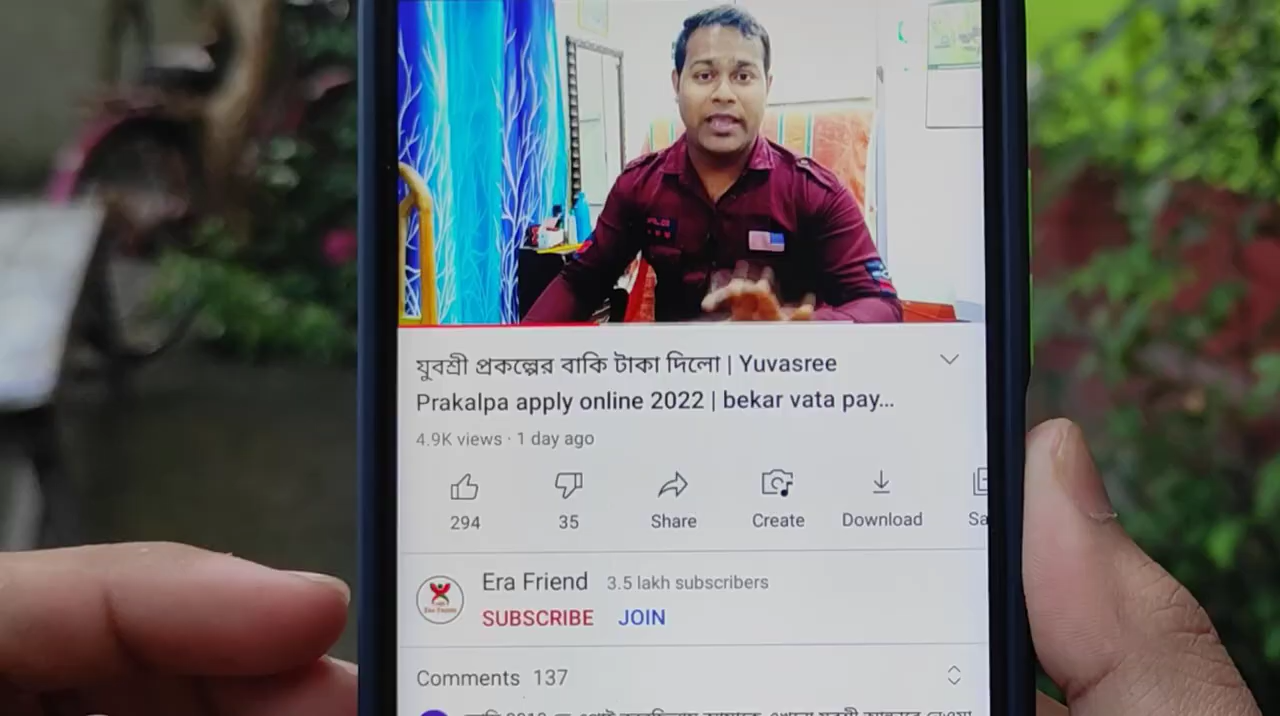 যুবশ্রী প্রকল্পের বাকি টাকা দিলো | Yuvasree
Prakalpa apply online 2022 | bekar vata pay...
4.9K views · 1 day ago
294
35
Share
Create
Download
Sa
Era Friend 3.5 lakh subscribers
SUBSCRIBE JOIN
Comments 137